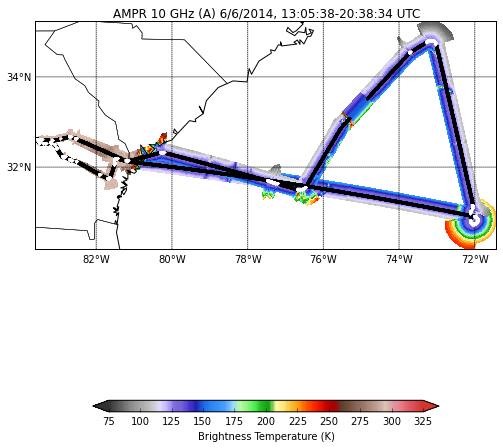 AMPR 10 GHz (A) 6/6/2014, 13:05:38-20:38:34 UTC
34°N
32°N
82°W 80°W 78°W 76°W 74°W 72°W
75 100 125 150 175 200 225 250 275 300 325
Brightness Temperature (K)